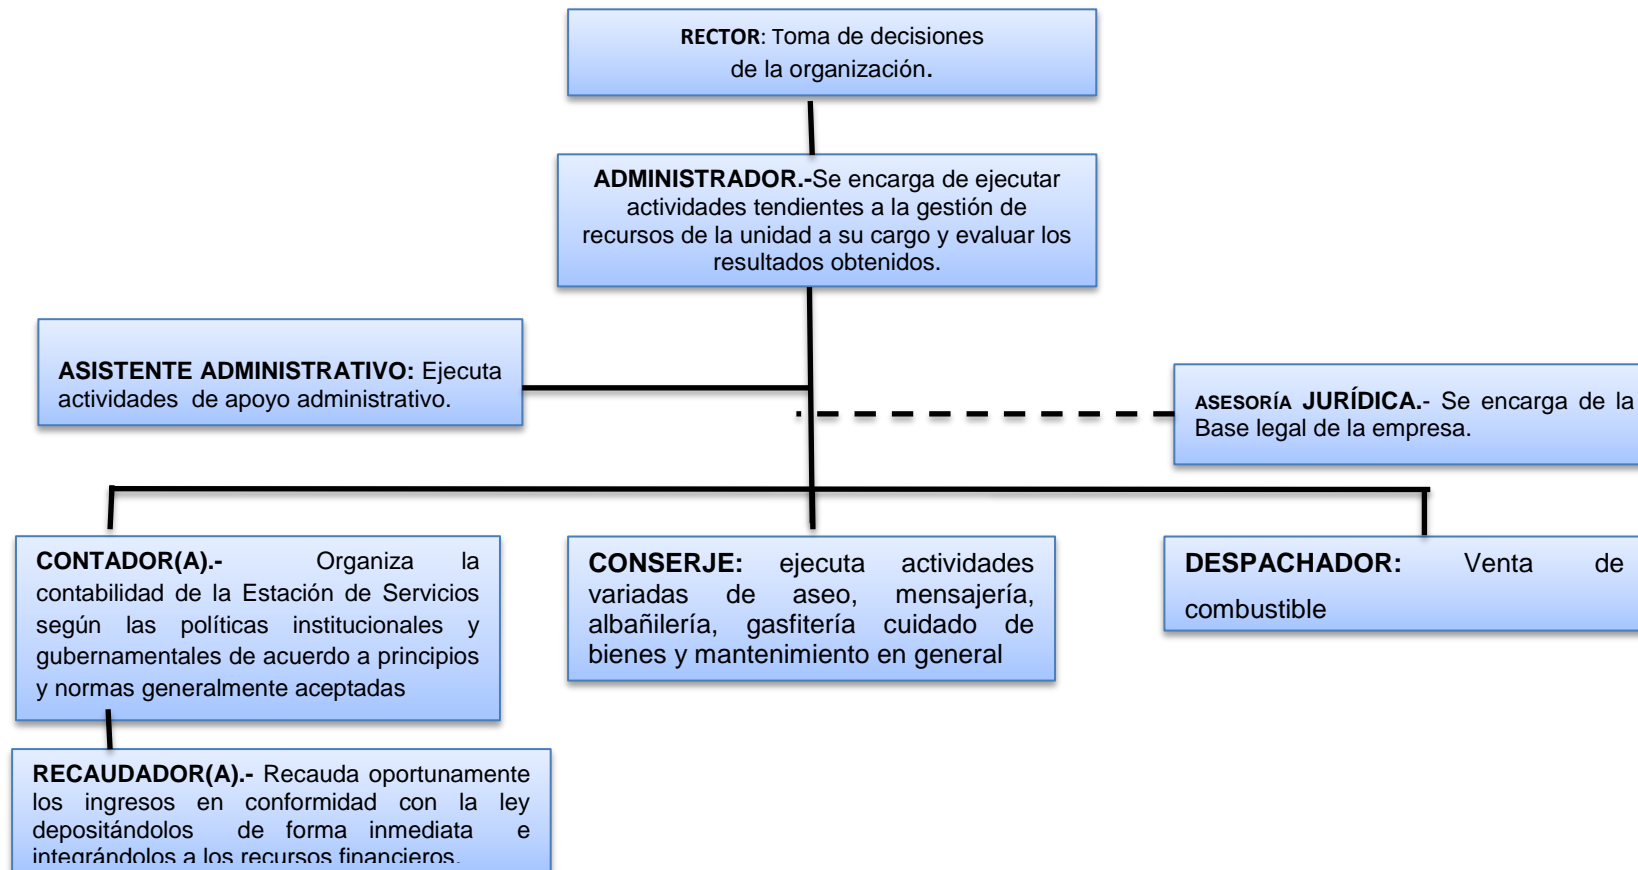 RECTOR: Toma de decisiones
de la organización.
ADMINISTRADOR.-Se encarga de ejecutar
actividades tendientes a la gestión de
recursos de la unidad a su cargo y evaluar los
resultados obtenidos.
ASISTENTE ADMINISTRATIVO: Ejecuta
actividades de apoyo administrativo.
ASESORÍA JURÍDICA.- Se encarga de la
Base legal de la empresa.
CONTADOR(A).- Organiza la
contabilidad de la Estación de Servicios
según las políticas institucionales y
gubernamentales de acuerdo a principios
y normas generalmente aceptadas
CONSERJE: ejecuta actividades
variadas de aseo, mensajería,
albañilería, gasfitería cuidado de
bienes y mantenimiento en general
DESPACHADOR: Venta de
combustible
RECAUDADOR(A).- Recauda oportunamente
los ingresos en conformidad con la ley
depositándolos de forma inmediata e
integrándolos a los recursos financieros.